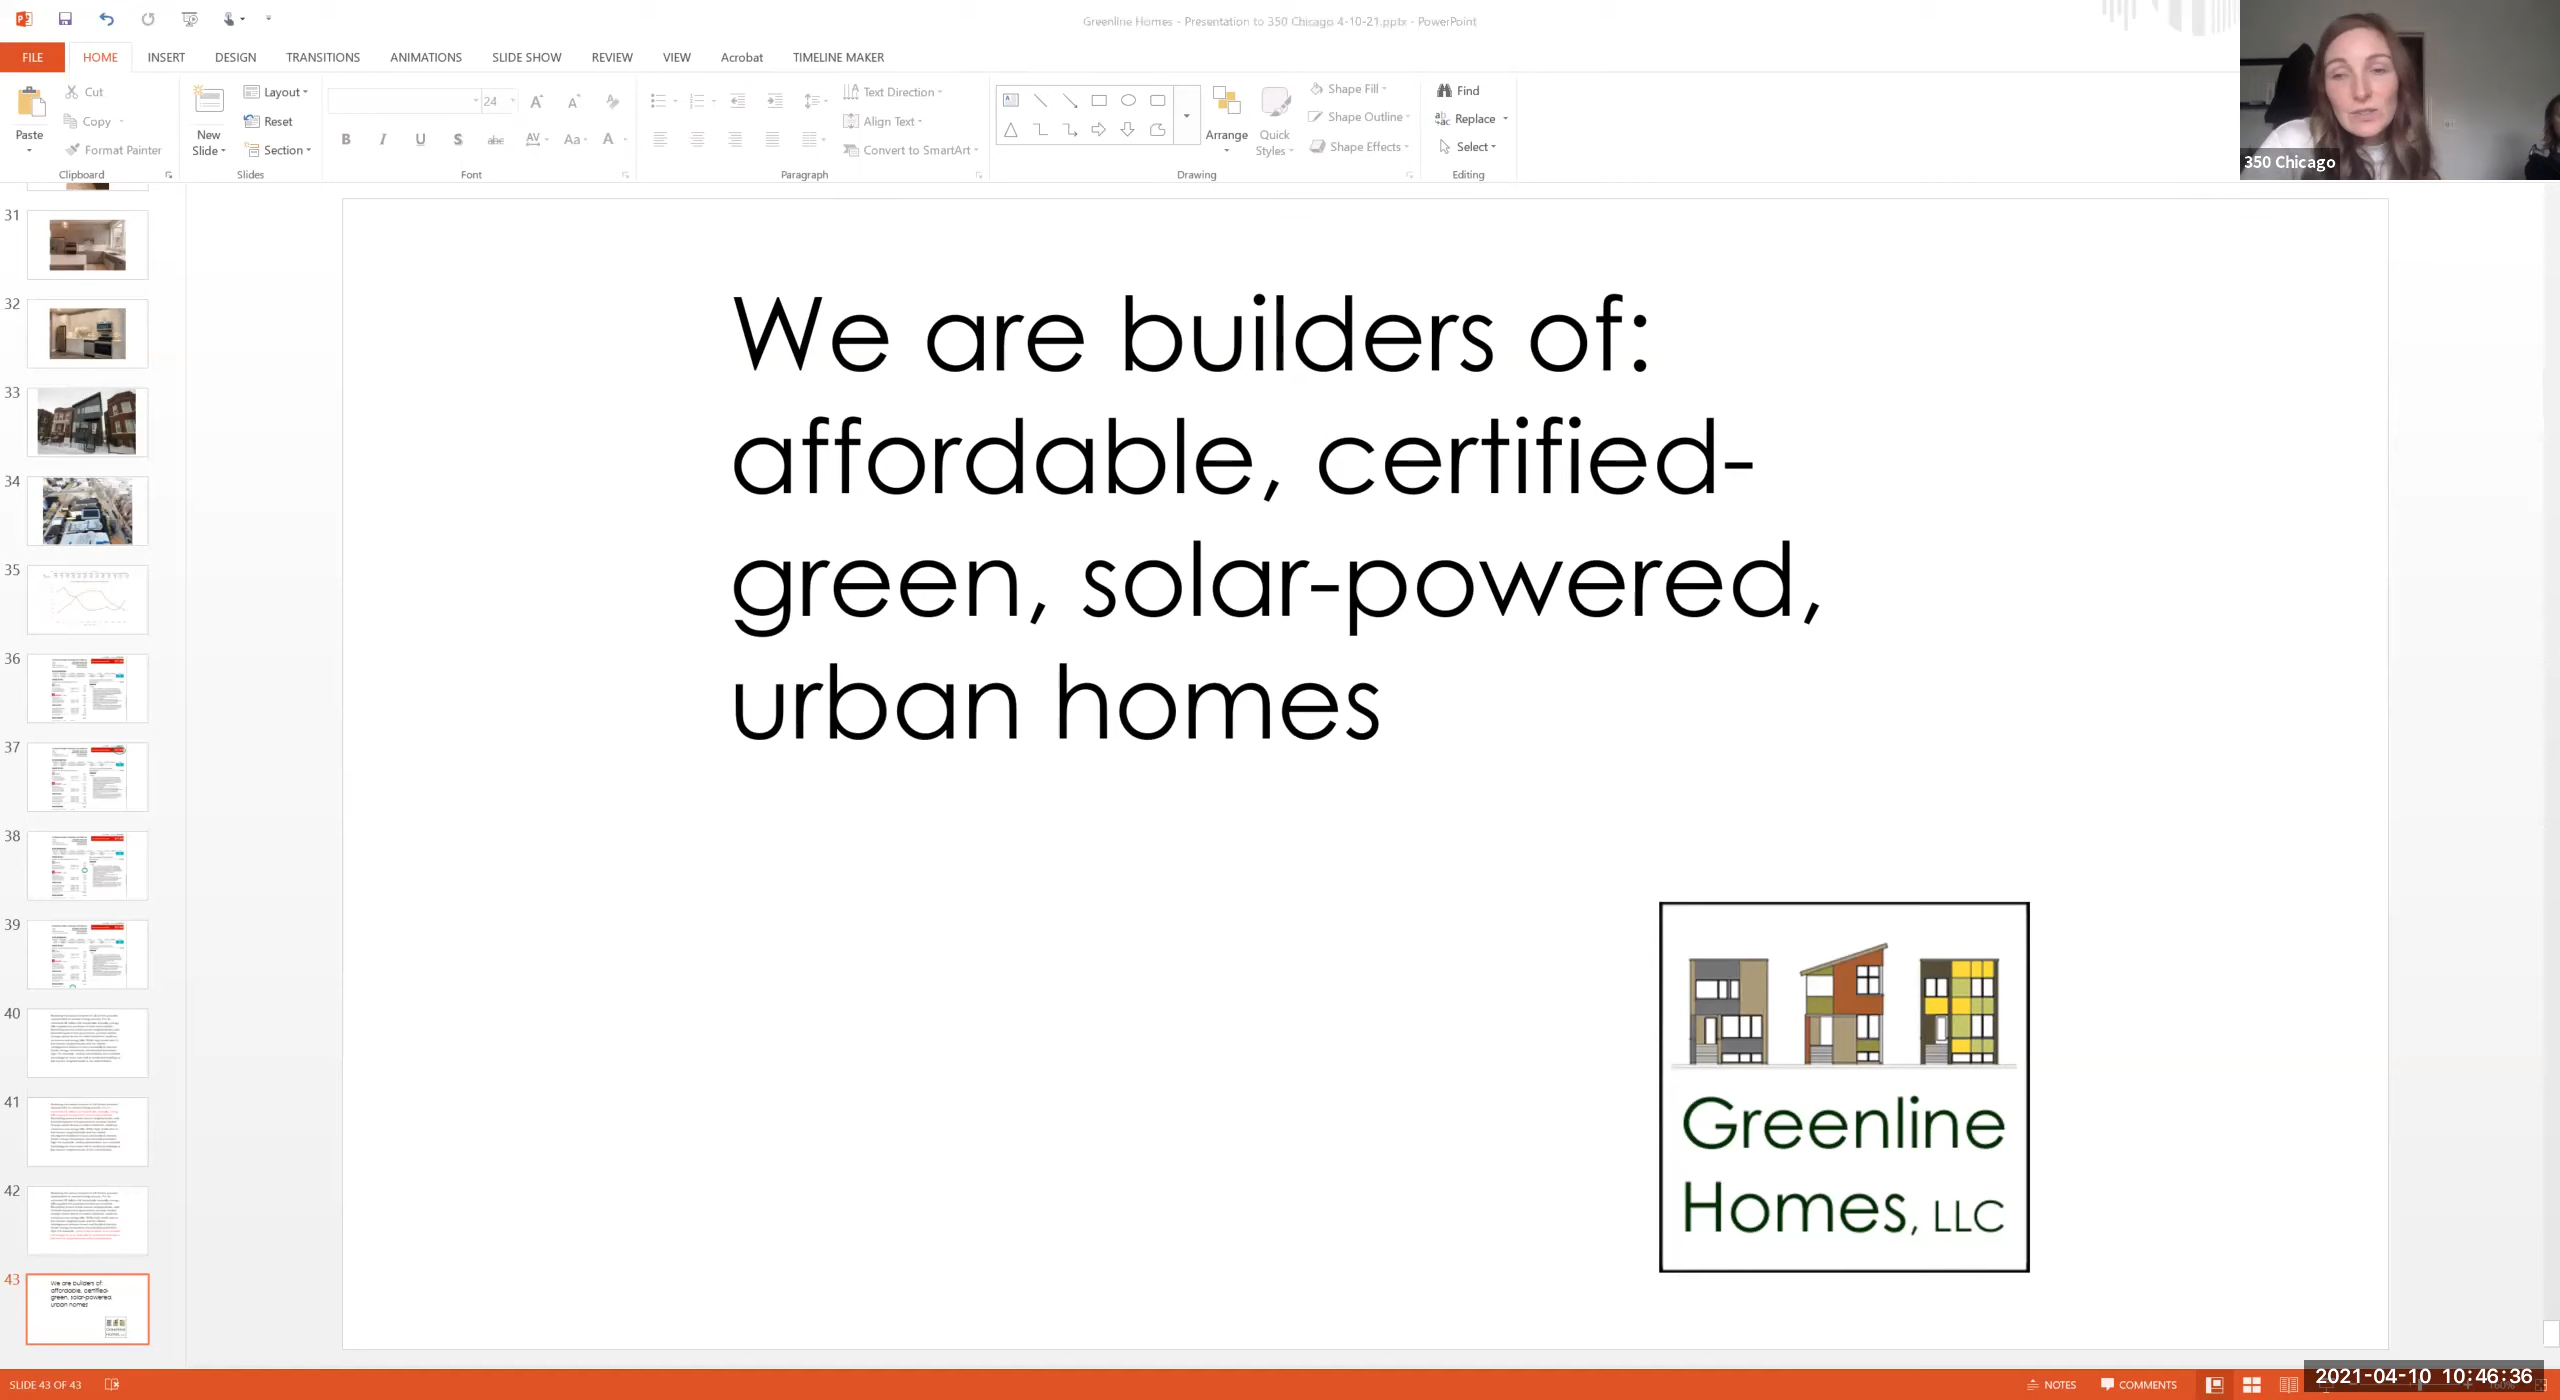 Greenline Homes - Presentation to 350 Chicago 4-10-21.pptx - PowerPoint
FILE HOME INSERT DESIGN TRANSITIONS ANIMATIONS SLIDE SHOW REVIEW VIEW Acrobat TIMELINE MAKER
Paste
Cut
Copy
Format Painter
Clipboard
New
Slide
Layout
Reset
Section
Slides
24
Font
Text Direction
Align Text
Convert to SmartArt
Paragraph
Arrange
Quick
Styles
Shape Fill
Shape Outline
Shape Effects
Drawing
Find
Replace
Select
Editing
350 Chicago
31
32
33
34
35
36
37
38
39
40
41
42
43
We are builders of:
affordable, certified-
green, solar-powered,
urban homes
We are builders of:
affordable, certified-
green, solar-powered,
urban homes
Greenline
Homes, LLC
SLIDE 43 OF 43
NOTES
COMMENTS
2021-04-10 10:46:36